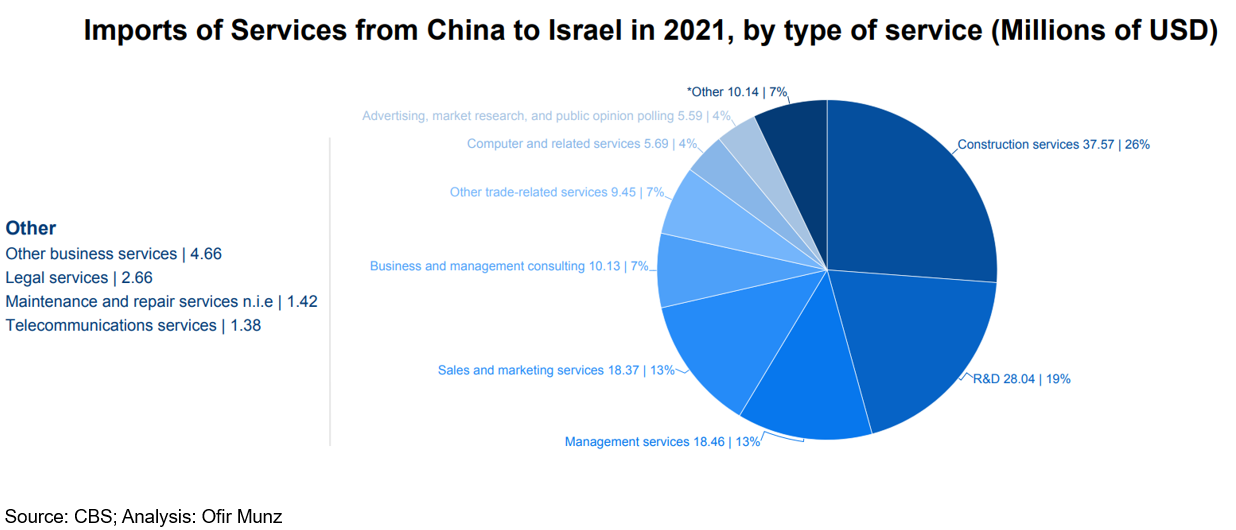 Imports of Services from China to Israel in 2021, by type of service (Millions of USD)
*Other 10.14 | 7%
Advertising, market research, and public opinion polling 5.59 | 4%
Computer and related services 5.69 | 4%
Construction services 37.57 | 26%
Other trade-related services 9.45 | 7%
Other
Other business services | 4.66
Legal services | 2.66
Maintenance and repair services n.i.e | 1.42
Telecommunications services | 1.38
Business and management consulting 10.13 | 7%
Sales and marketing services 18.37 | 13%
R&D 28.04 | 19%
Management services 18.46 | 13%
Source: CBS; Analysis: Ofir Munz